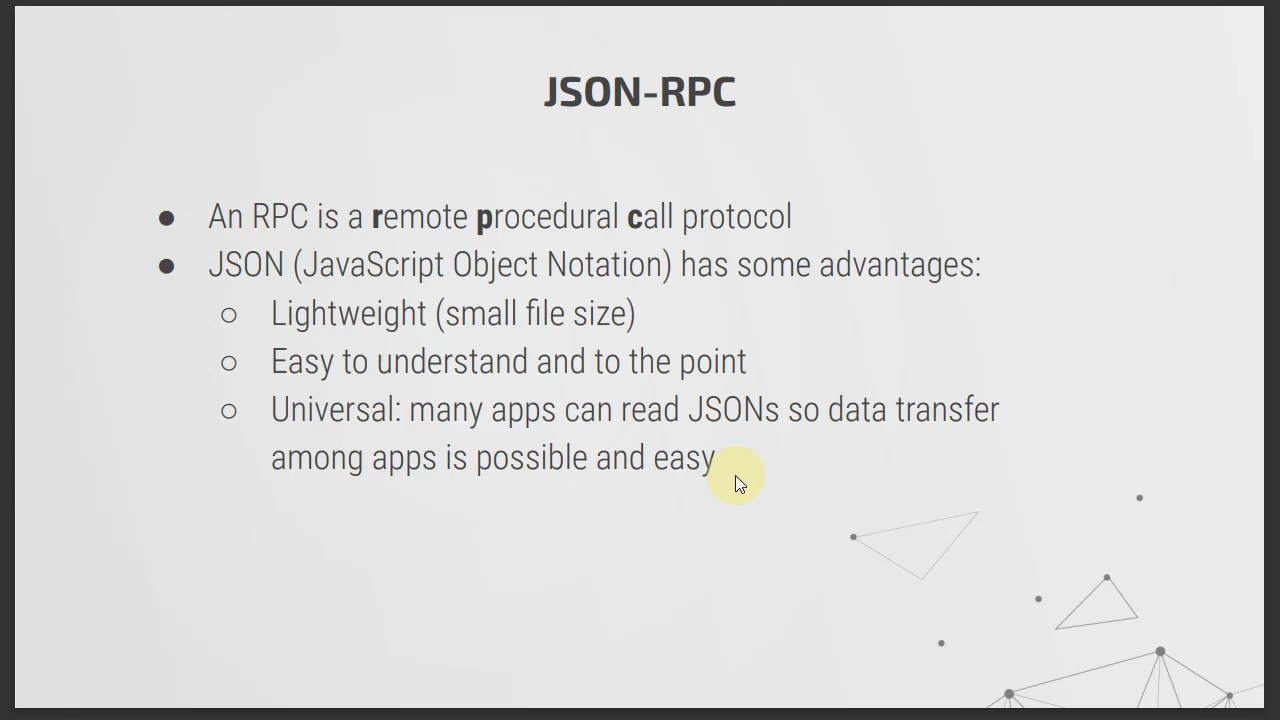 JSON-RPC
● An RPC is a remote procedural call protocol
● JSON (JavaScript Object Notation) has some advantages:
○ Lightweight (small file size)
○ Easy to understand and to the point
○ Universal: many apps can read JSONs so data transfer
among apps is possible and easy